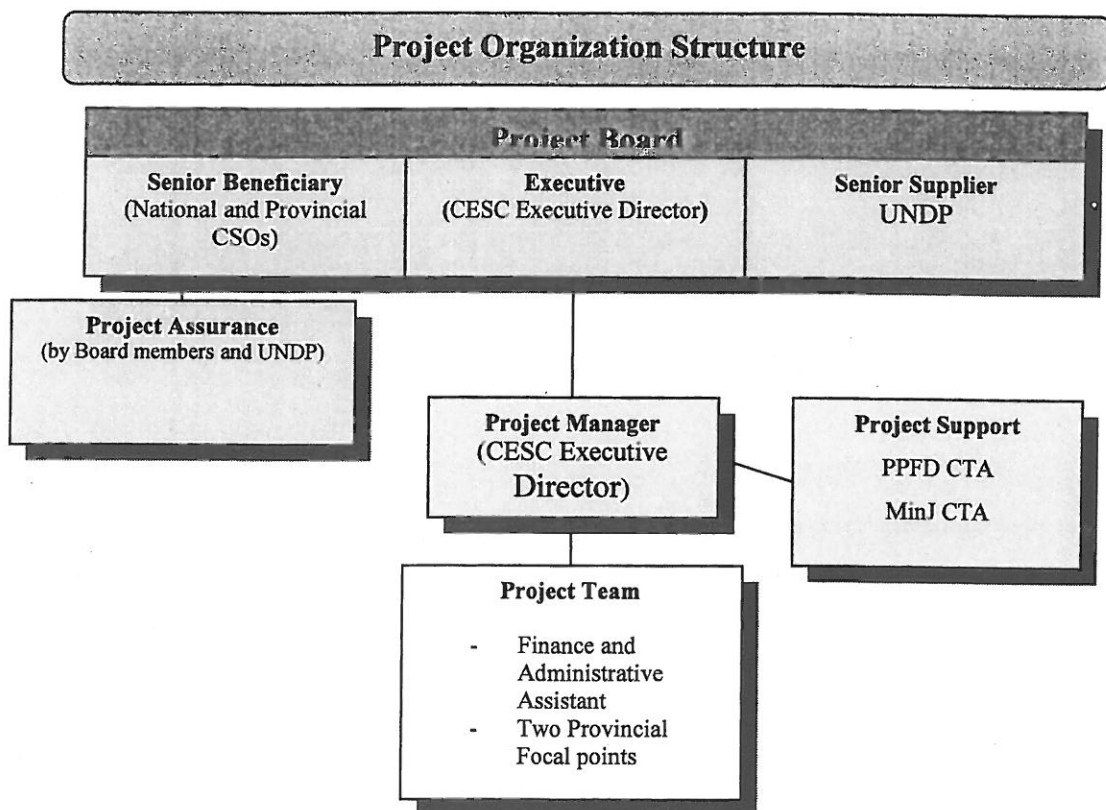 Project Organization Structure
Project Board
Senior Beneficiary
(National and Provincial
CSOs)
Executive
(CESC Executive Director)
Senior Supplier
UNDP
Project Assurance
(by Board members and UNDP)
Project Manager
(CESC Executive
Director)
Project Support
PPFD CTA
MinJ CTA
Project Team
- Finance and
Administrative
Assistant
- Two Provincial
Focal points